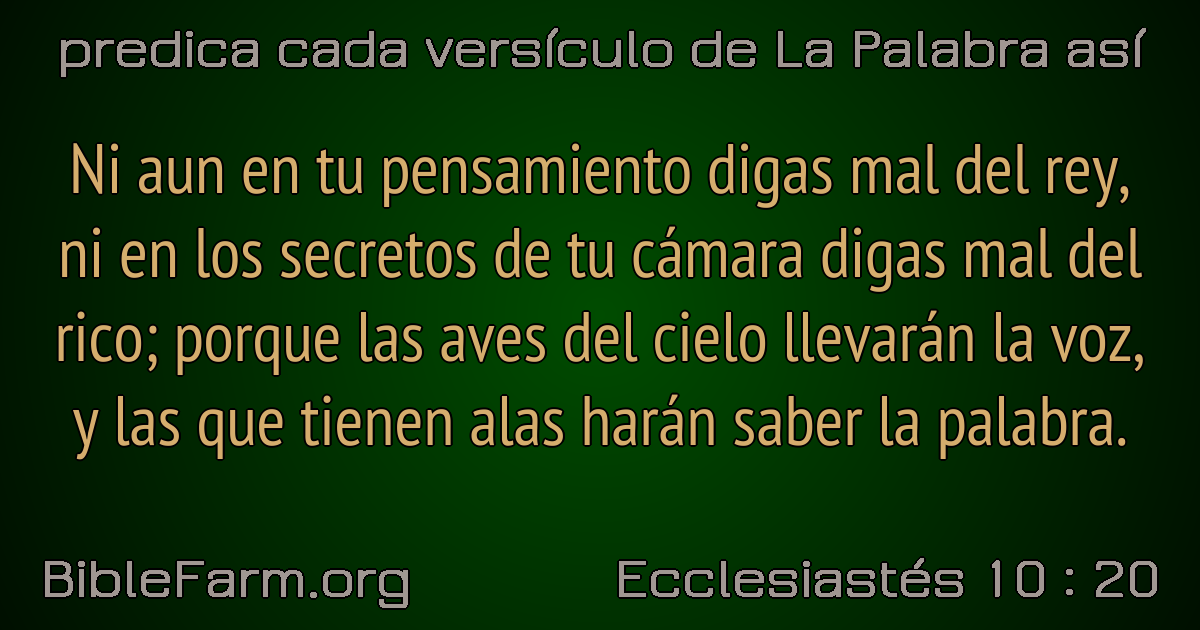 predica cada versículo de La Palabra así
Ni aun en tu pensamiento digas mal del rey,
ni en los secretos de tu cámara digas mal del
rico; porque las aves del cielo llevarán la voz,
y las que tienen alas harán saber la palabra.
BibleFarm.org
Ecclesiastés 10 : 20